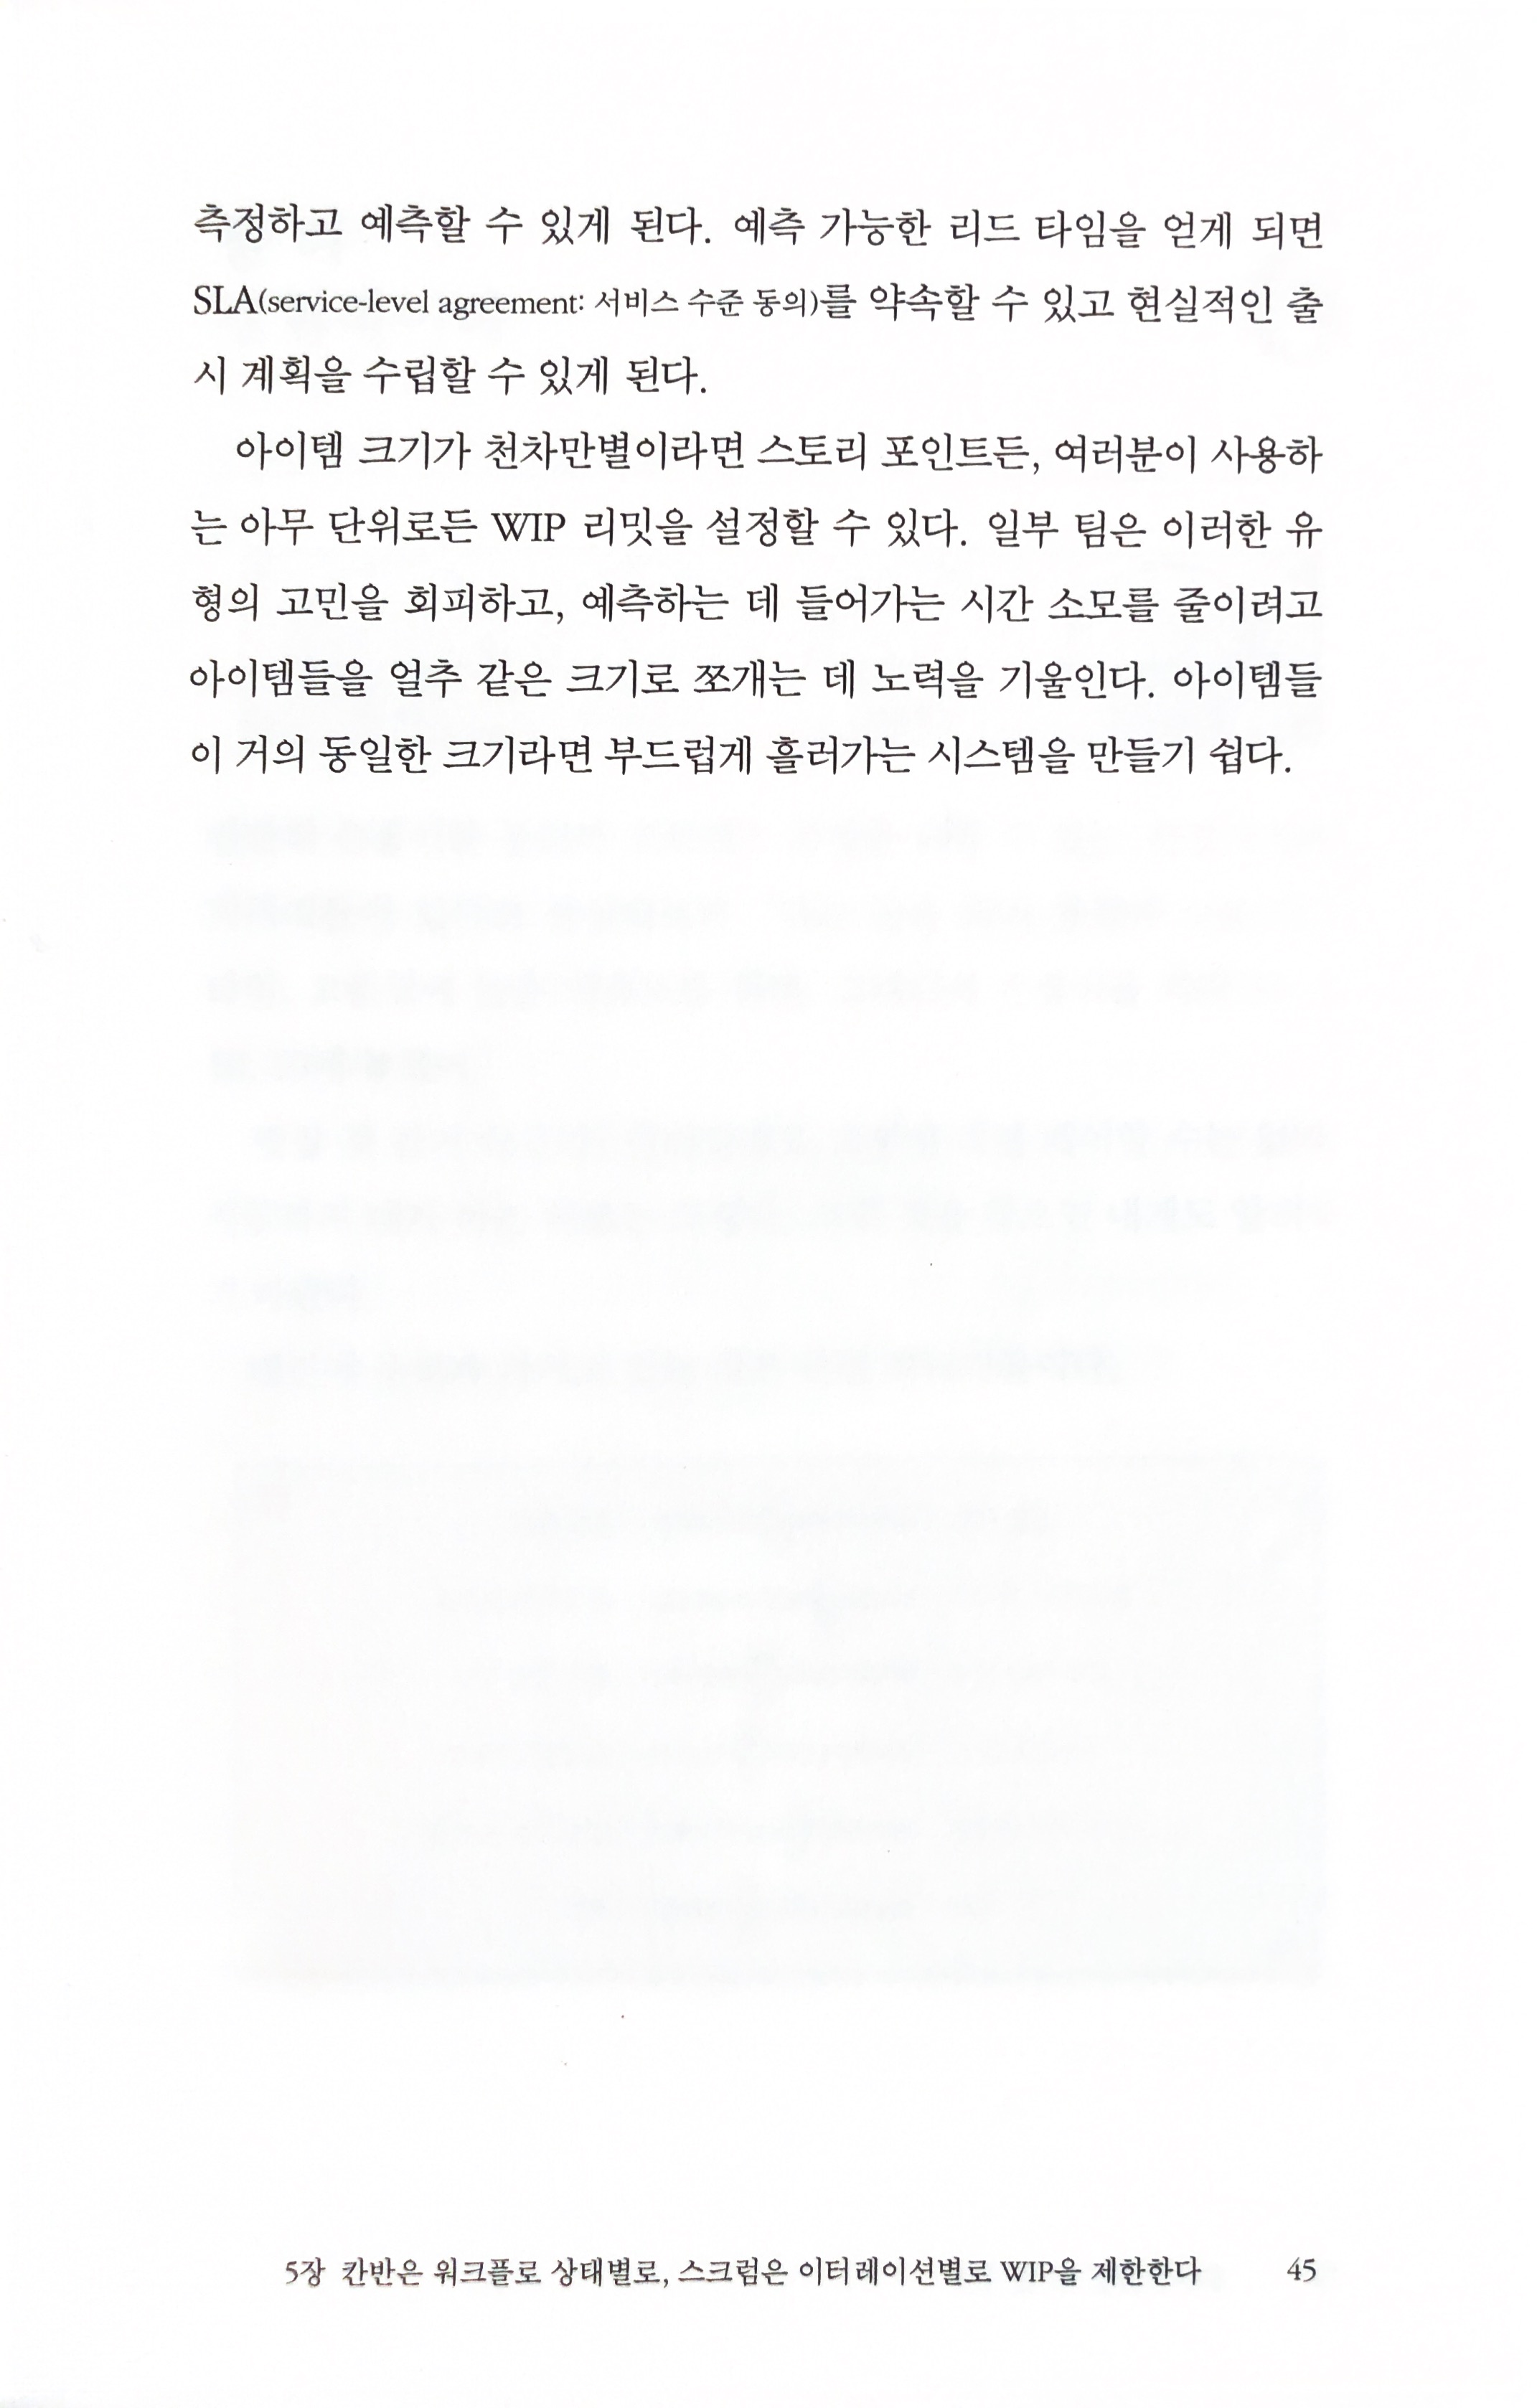 측정하고 예측할 수 있게 된다. 예측 가능한 리드 타임을 얻게 되면
SLA(service-level agreement: 서비스 수준 동의)를 약속할 수 있고 현실적인 출
시 계획을 수립할 수 있게 된다.
아이템 크기가 천차만별이라면 스토리 포인트든, 여러분이 사용하
는 아무 단위로든 WIP 리밋을 설정할 수 있다. 일부 팀은 이러한 유
형의 고민을 회피하고, 예측하는 데 들어가는 시간 소모를 줄이려고
아이템들을 얼추 같은 크기로 쪼개는 데 노력을 기울인다. 아이템들
이 거의 동일한 크기라면 부드럽게 흘러가는 시스템을 만들기 쉽다.
5장 칸반은 워크플로 상태별로, 스크럼은 이터레이션별로 WIP을 제한한다 45